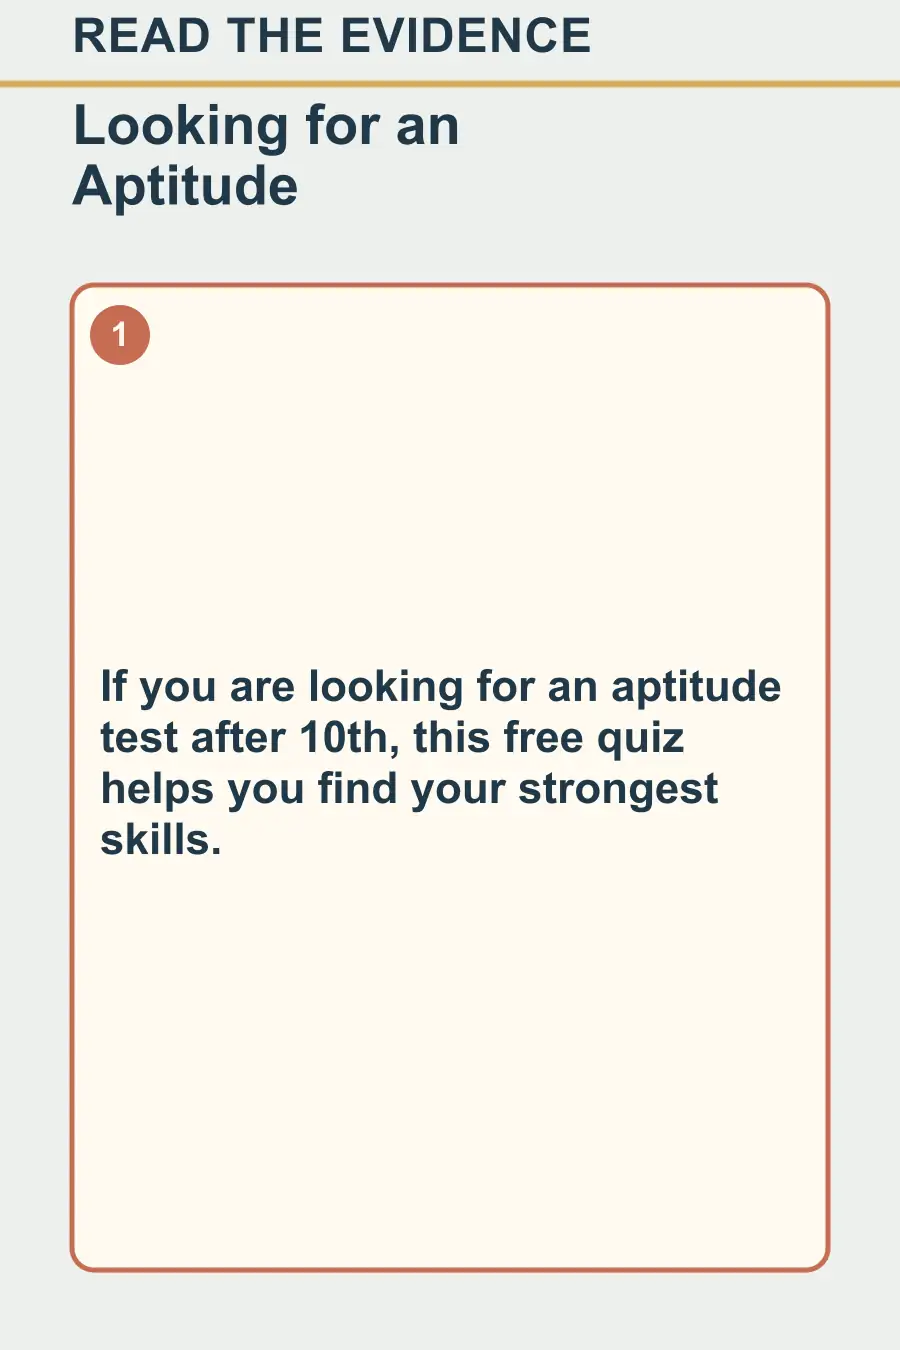 READ THE EVIDENCE
Looking for an
Aptitude
1
If you are looking for an aptitude
test after 10th, this free quiz
helps you find your strongest
skills.